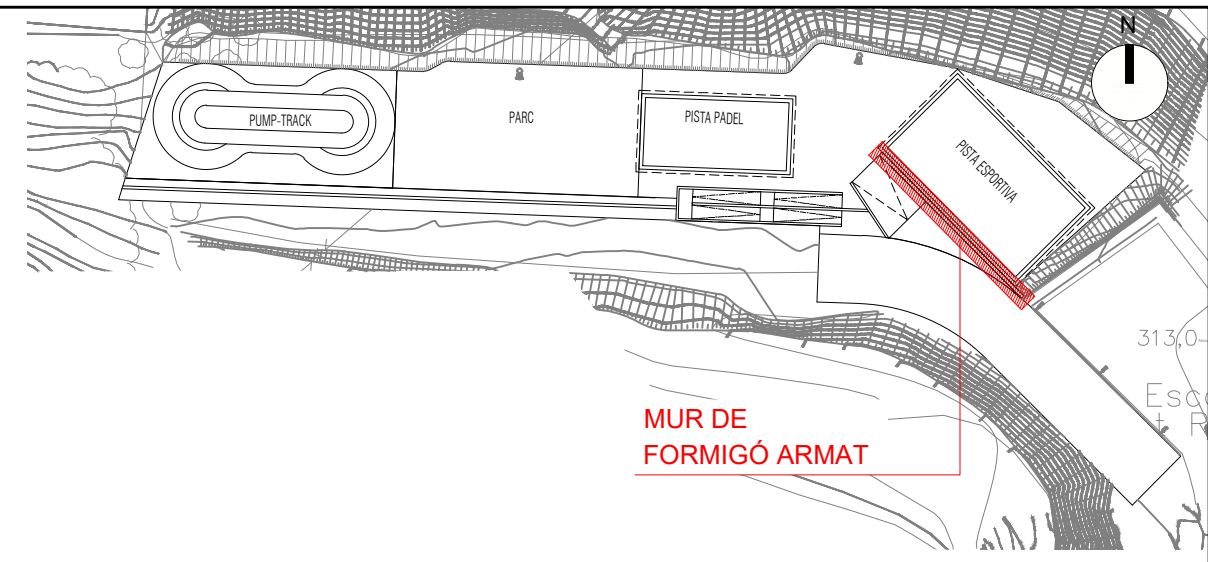 N
PUMP-TRACK
PARC
PISTA PADEL
PISTA ESPORTIVA
313,0
MUR DE
FORMIGÓ ARMAT